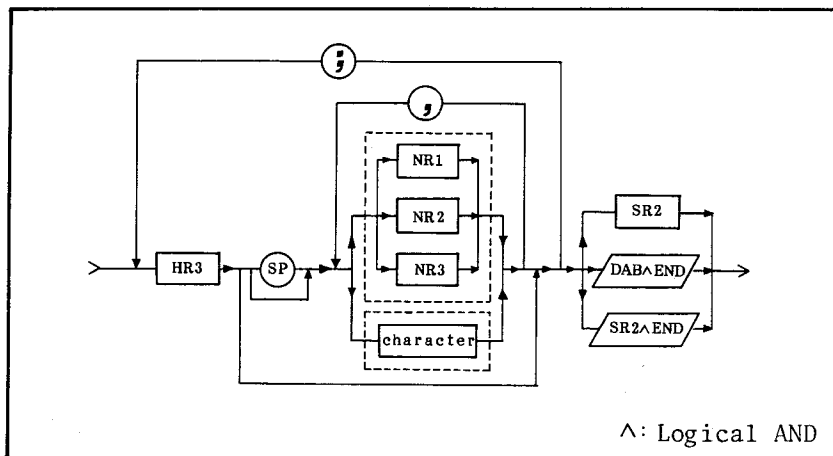 ;
,
NR1
SR2
NR2
HR3
SP
DAB∧END
NR3
SR2∧END
character
∧: Logical AND